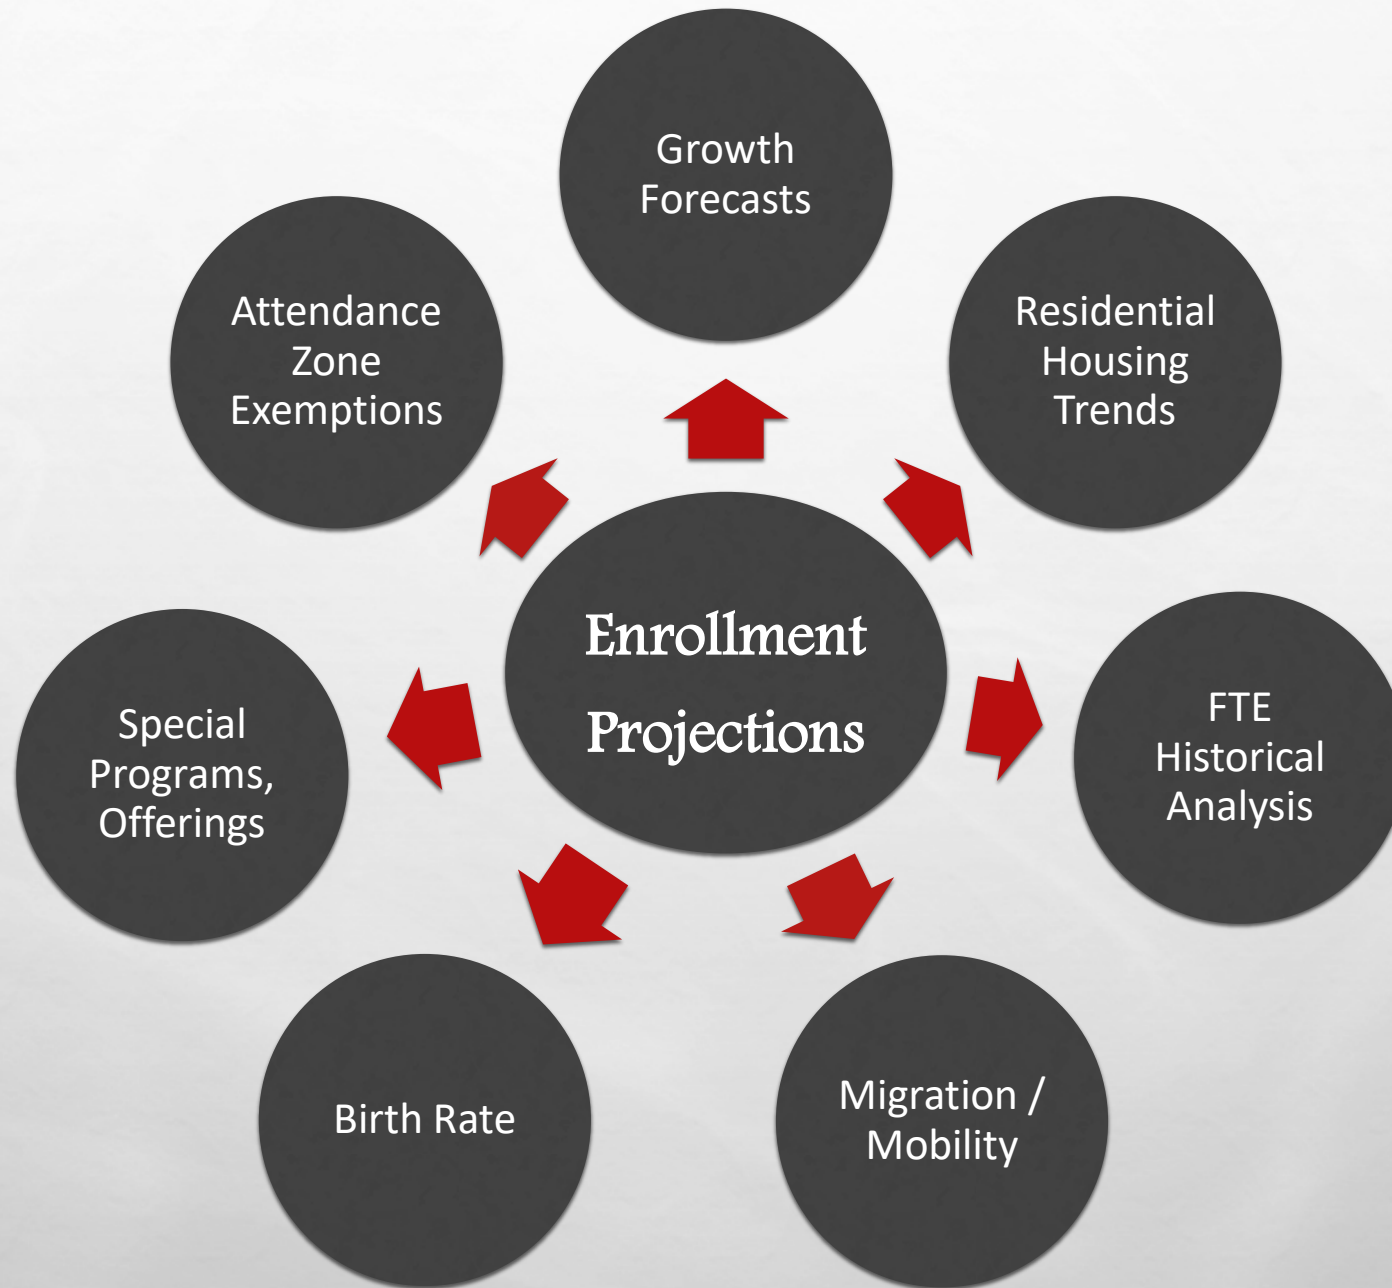 Growth
Forecasts
Attendance
Zone
Exemptions
Residential
Housing
Trends
Enrollment
Projections
Special
Programs,
Offerings
FTE
Historical
Analysis
Birth Rate
Migration /
Mobility